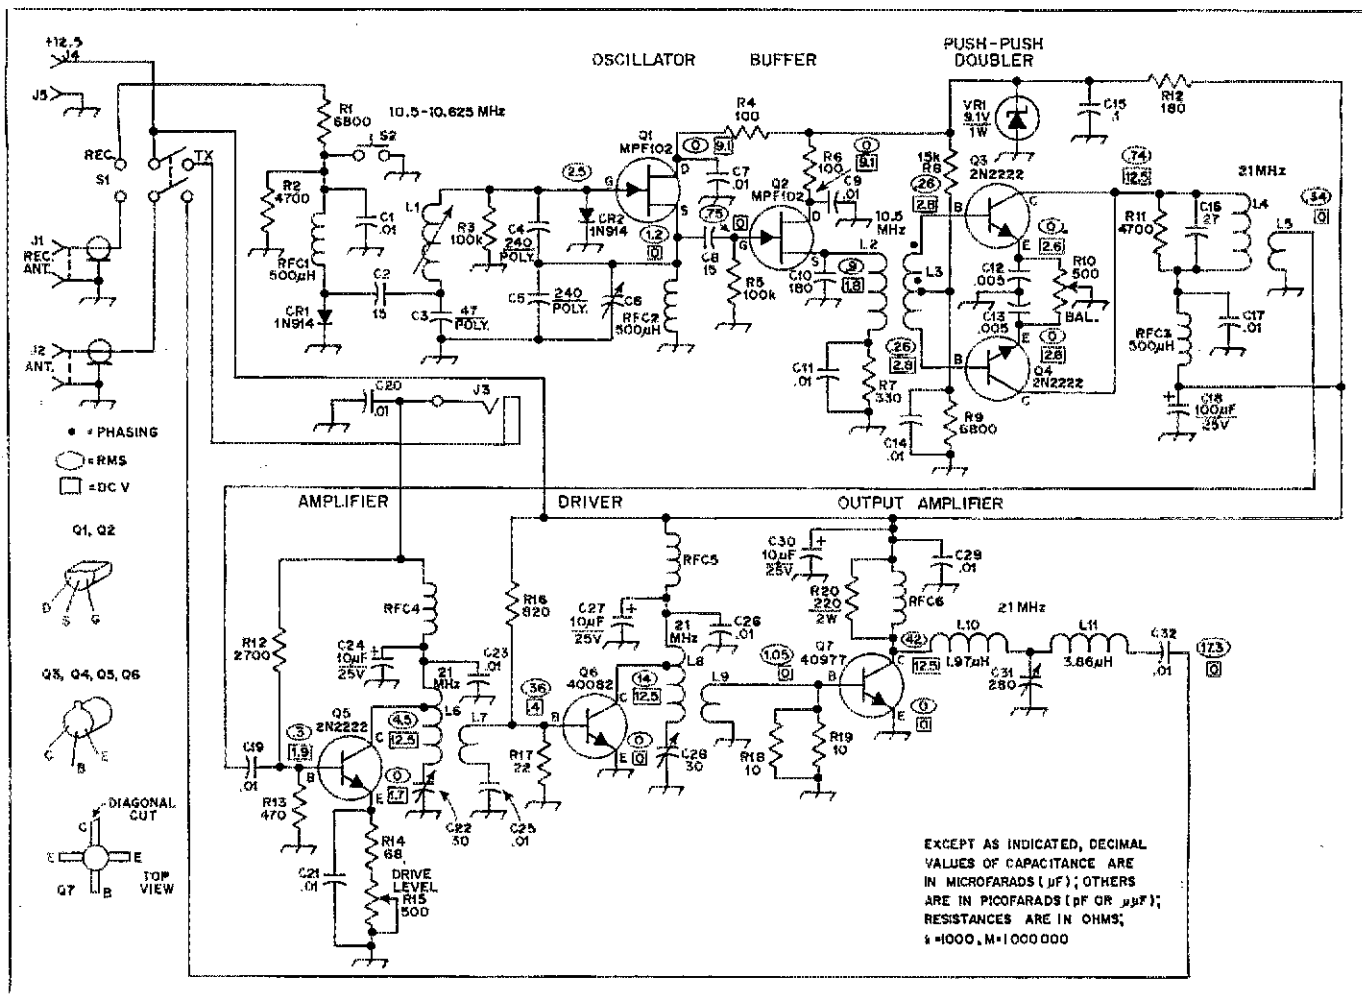 +12.5
J4
J5
REC.
TX
S1
J1
REC.
ANT.
J2
ANT.
• = PHASING
=RMS
=DC V
Q1, Q2
D
S
G
Q3, Q4, Q5, Q6
C
B
E
DIAGONAL
CUT
C
E
E
Q7
B
TOP
VIEW
R1
6800
10.5-10.625 MHz
S2
R2
4700
C1
.01
RFC1
500µH
CR1
1N914
C2
15
L1
C3
47
POLY.
R3
100k
C4
240
POLY.
C5
240
POLY.
C6
OSCILLATOR
Q1
MPF102
2.5
G
D
S
CR2
1N914
0
9.1
R4
100
C7
.01
1.2
0
RFC2
500µH
C8
15
.75
0
BUFFER
Q2
MPF102
G
D
S
R5
100k
R6
100
0
9.1
C9
.01
C10
180
.9
1.8
10.5
MHz
L2
L3
C11
.01
R7
330
PUSH-PUSH
DOUBLER
15k
R8
.26
2.8
B
Q3
2N2222
C
E
0
2.6
C12
.005
C13
.005
R10
500
BAL.
0
2.8
.26
2.8
B
E
Q4
2N2222
C
C14
.01
R9
6800
VR1
9.1V
1W
C15
.1
R12
180
.74
12.5
21 MHz
R11
4700
C16
27
L4
L5
.34
0
RFC3
500µH
C17
.01
C18
100µF
25V
C20
.01
J3
AMPLIFIER
DRIVER
OUTPUT AMPLIFIER
R12
2700
RFC4
C24
10µF
25V
C23
.01
21
MHz
L6
L7
C19
.01
.3
1.9
B
Q5
2N2222
C
E
4.5
12.5
0
1.7
R13
470
C21
.01
R14
68
DRIVE
LEVEL
R15
500
C22
30
C25
.01
R16
820
.36
.4
B
R17
22
Q6
40082
C
E
0
0
RFC5
C27
10µF
25V
C26
.01
21
MHz
L8
L9
14
12.5
C28
30
1.05
0
B
R18
10
R19
10
C30
10µF
25V
C29
.01
R20
220
2W
RFC6
Q7
40977
C
E
42
12.5
0
0
21 MHz
L10
1.97µH
C31
280
L11
3.86µH
C32
.01
17.3
0
EXCEPT AS INDICATED, DECIMAL
VALUES OF CAPACITANCE ARE
IN MICROFARADS (µF); OTHERS
ARE IN PICOFARADS (pF OR µµF);
RESISTANCES ARE IN OHMS;
k=1000, M=1000000